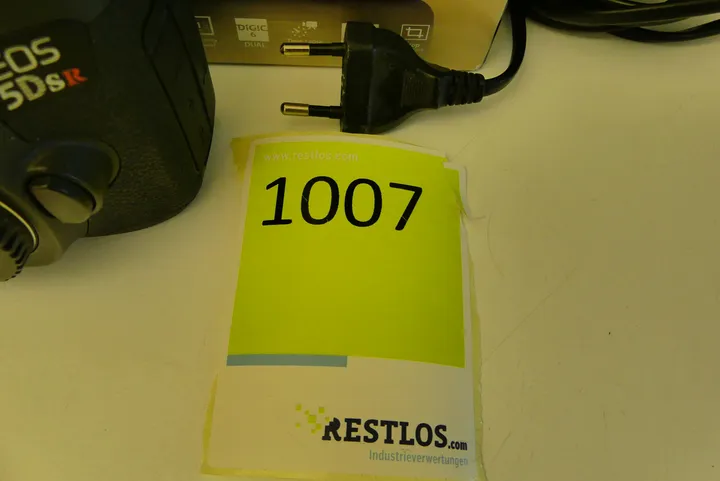 EOS
5DsR
DIGIC
6
DUAL
www.restlos.com
1007
RESTLOS.com
Industrieverwertungen